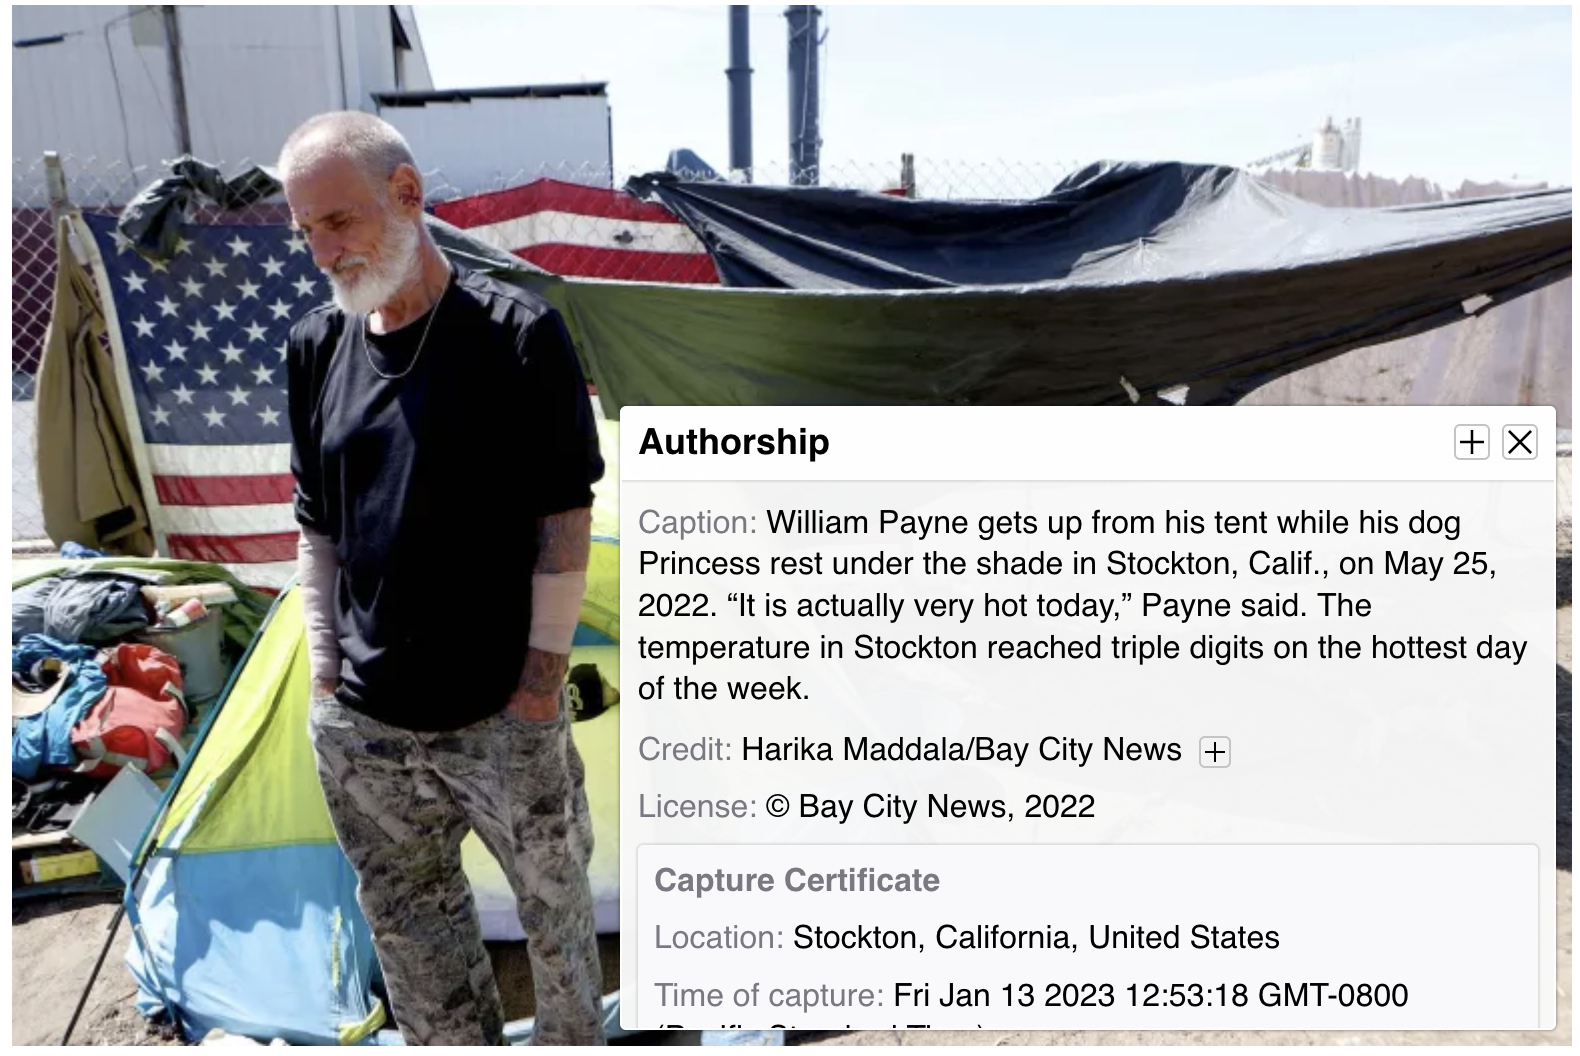 Authorship
Caption: William Payne gets up from his tent while his dog
Princess rest under the shade in Stockton, Calif., on May 25,
2022. “It is actually very hot today,” Payne said. The
temperature in Stockton reached triple digits on the hottest day
of the week.
Credit: Harika Maddala/Bay City News
License: © Bay City News, 2022
Capture Certificate
Location: Stockton, California, United States
Time of capture: Fri Jan 13 2023 12:53:18 GMT-0800